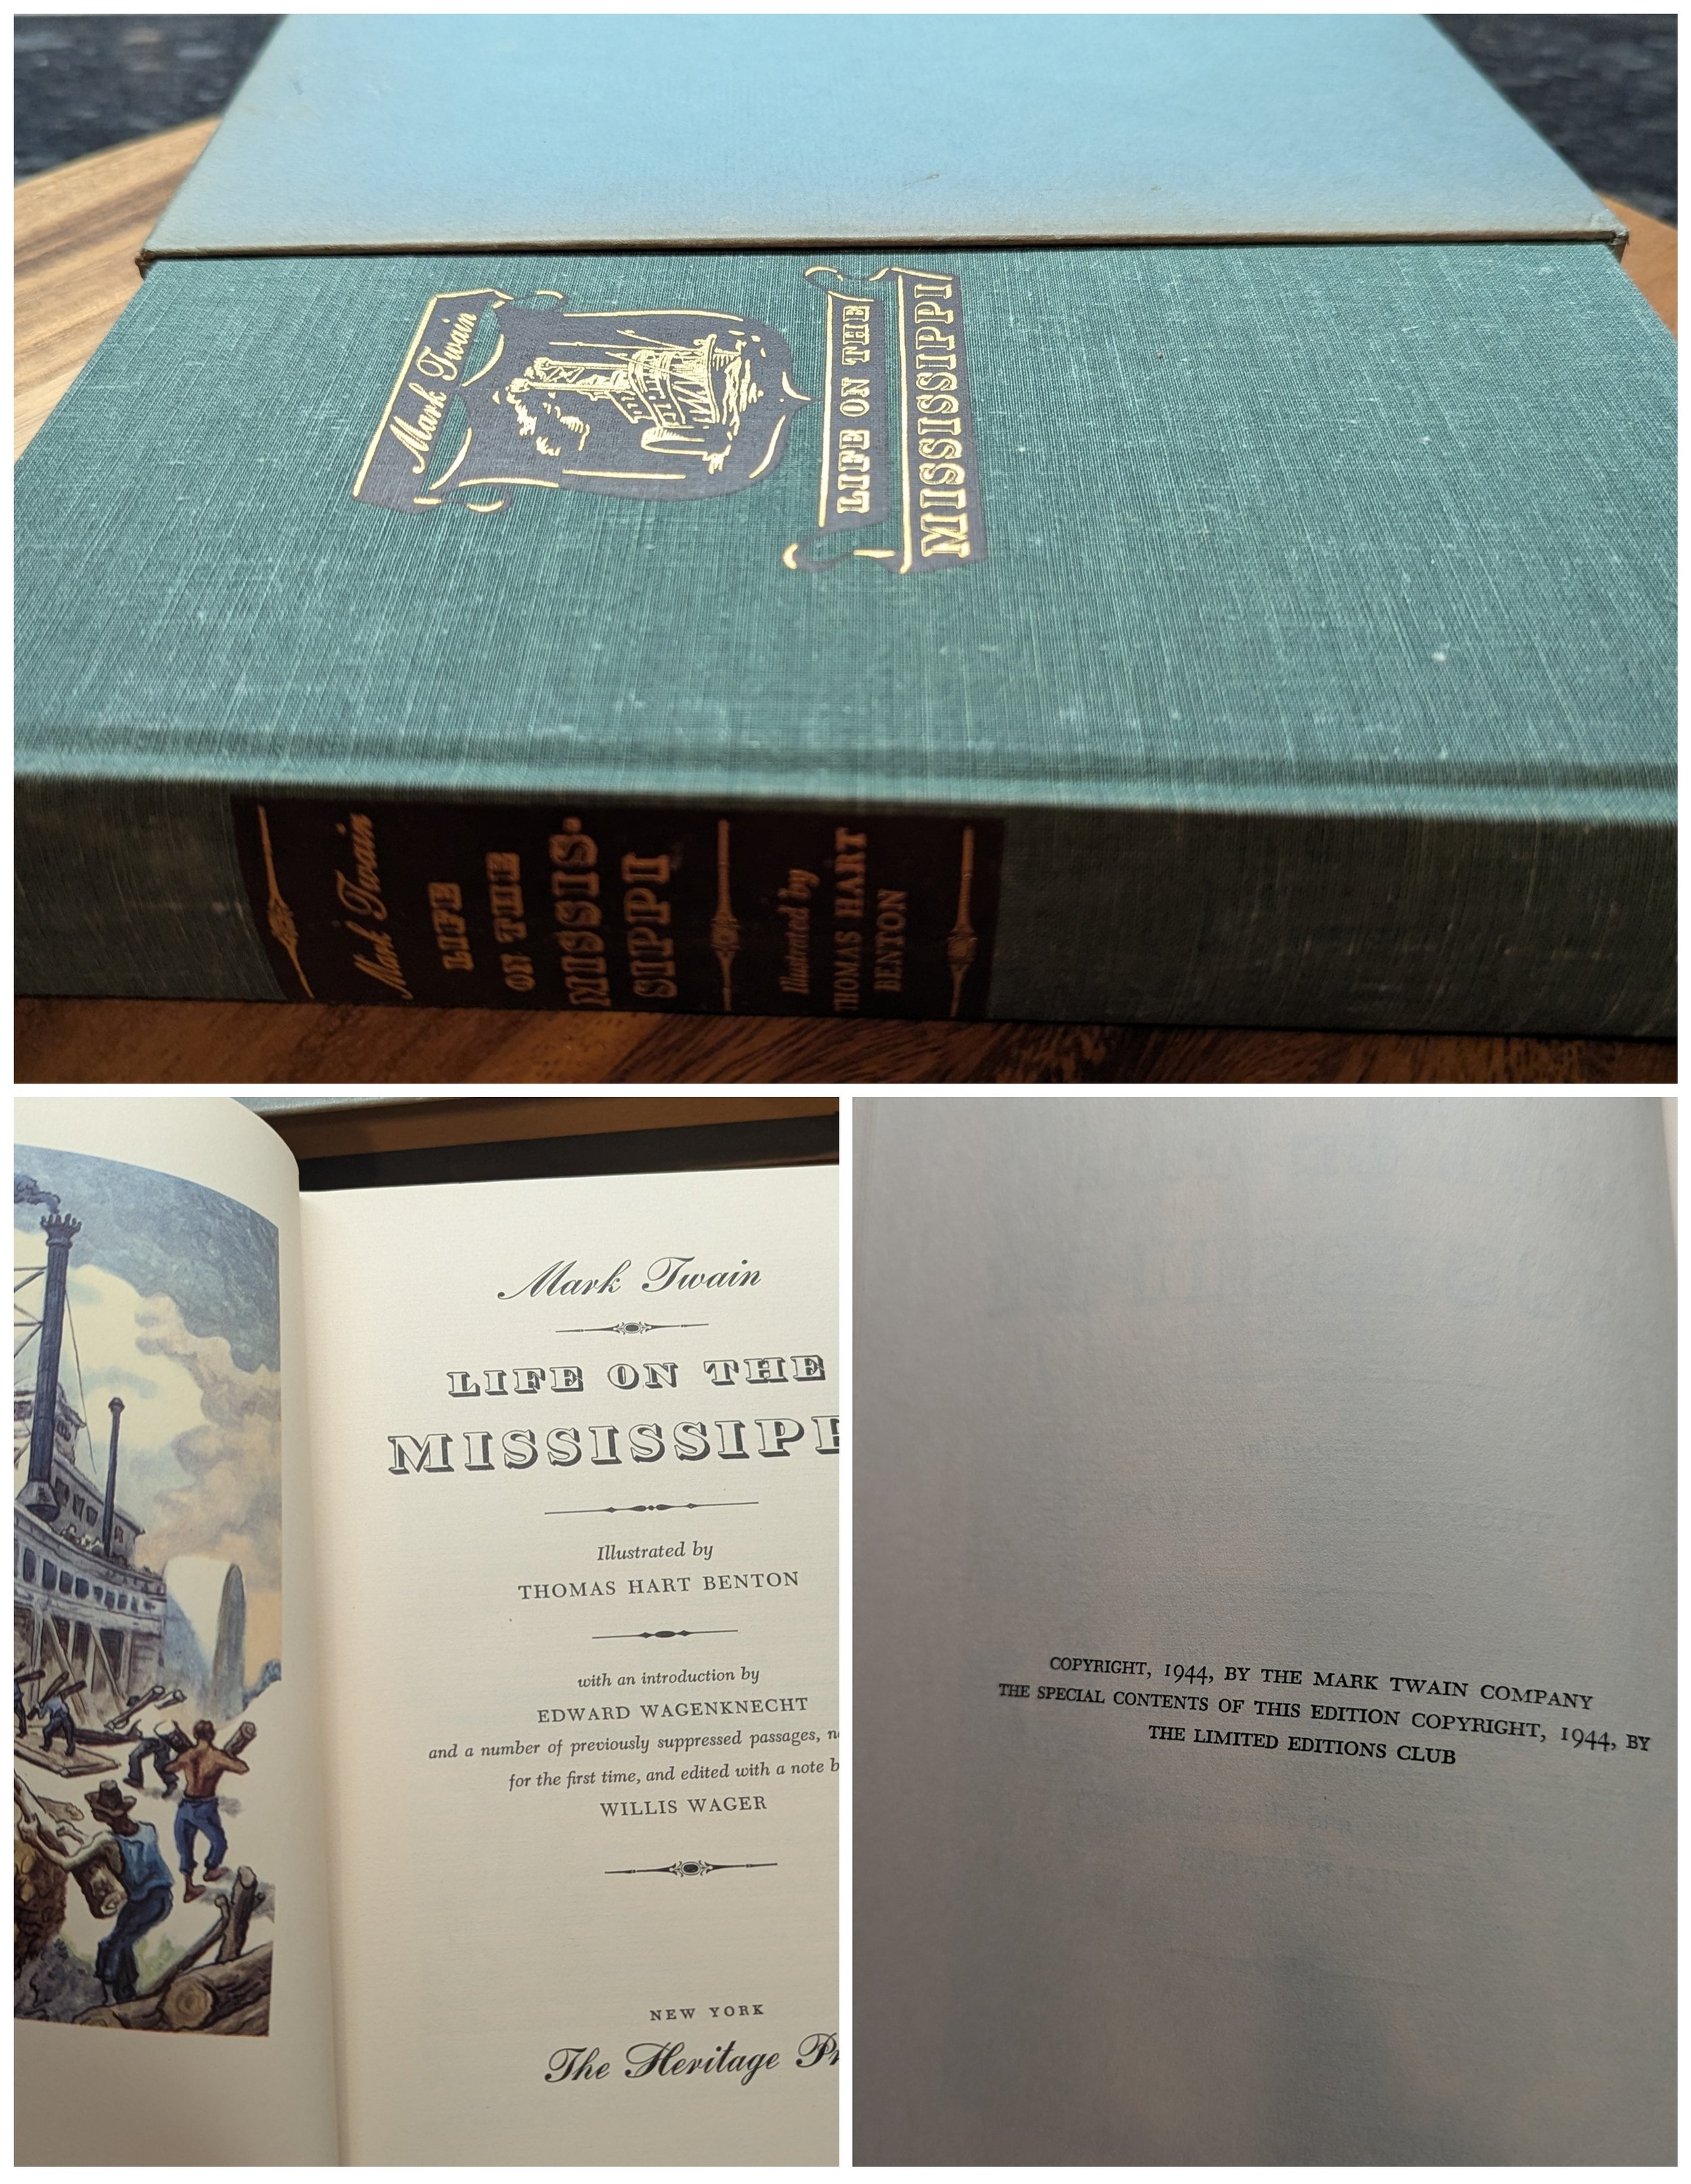 Mark Twain
LIFE ON THE
MISSISSIPPI
Mark Twain
LIFE
ON THE
MISSIS-
SIPPI
Illustrated by
THOMAS HART
BENTON
Mark Twain
LIFE ON THE
MISSISSIPP
Illustrated by
THOMAS HART BENTON
with an introduction by
EDWARD WAGENKNECHT
and a number of previously suppressed passages,
for the first time, and edited with a note
WILLIS WAGER
NEW YORK
The Heritage
COPYRIGHT, 1944, BY THE MARK TWAIN COMPANY
THE SPECIAL CONTENTS OF THIS EDITION COPYRIGHT, 1944, BY
THE LIMITED EDITIONS CLUB